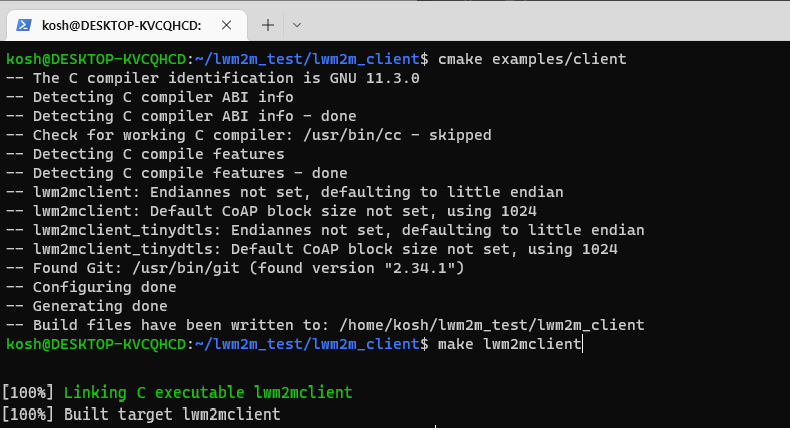 kosh@DESKTOP-KVCQHCD:
kosh@DESKTOP-KVCQHCD:~/lwm2m_test/lwm2m_client$ cmake examples/client
-- The C compiler identification is GNU 11.3.0
-- Detecting C compiler ABI info
-- Detecting C compiler ABI info - done
-- Check for working C compiler: /usr/bin/cc - skipped
-- Detecting C compile features
-- Detecting C compile features - done
-- lwm2mclient: Endiannes not set, defaulting to little endian
-- lwm2mclient: Default CoAP block size not set, using 1024
-- lwm2mclient_tinydtls: Endiannes not set, defaulting to little endian
-- lwm2mclient_tinydtls: Default CoAP block size not set, using 1024
-- Found Git: /usr/bin/git (found version "2.34.1")
-- Configuring done
-- Generating done
-- Build files have been written to: /home/kosh/lwm2m_test/lwm2m_client
kosh@DESKTOP-KVCQHCD:~/lwm2m_test/lwm2m_client$ make lwm2mclient
[100%] Linking C executable lwm2mclient
[100%] Built target lwm2mclient